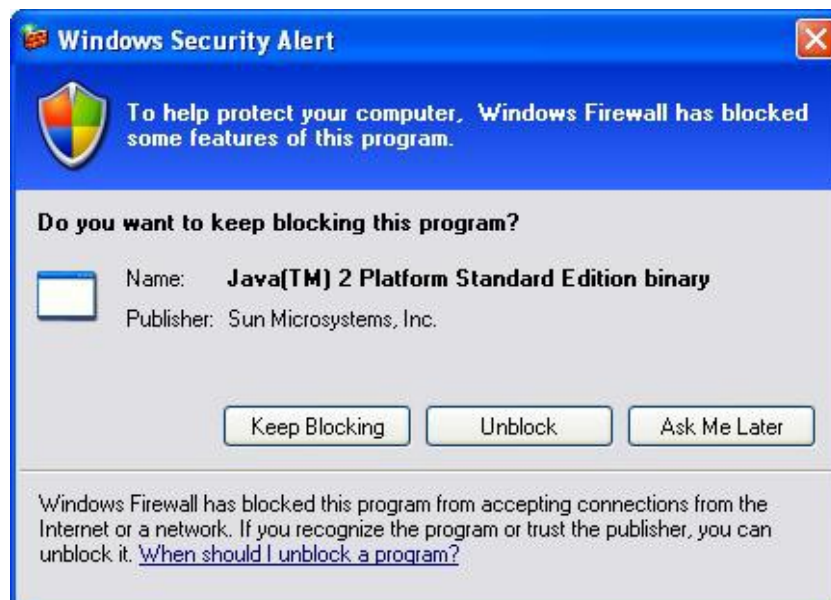 Windows Security Alert
To help protect your computer, Windows Firewall has blocked
some features of this program.
Do you want to keep blocking this program?
Name: Java(TM) 2 Platform Standard Edition binary
Publisher: Sun Microsystems, Inc.
Keep Blocking Unblock Ask Me Later
Windows Firewall has blocked this program from accepting connections from the
Internet or a network. If you recognize the program or trust the publisher, you can
unblock it. When should I unblock a program?